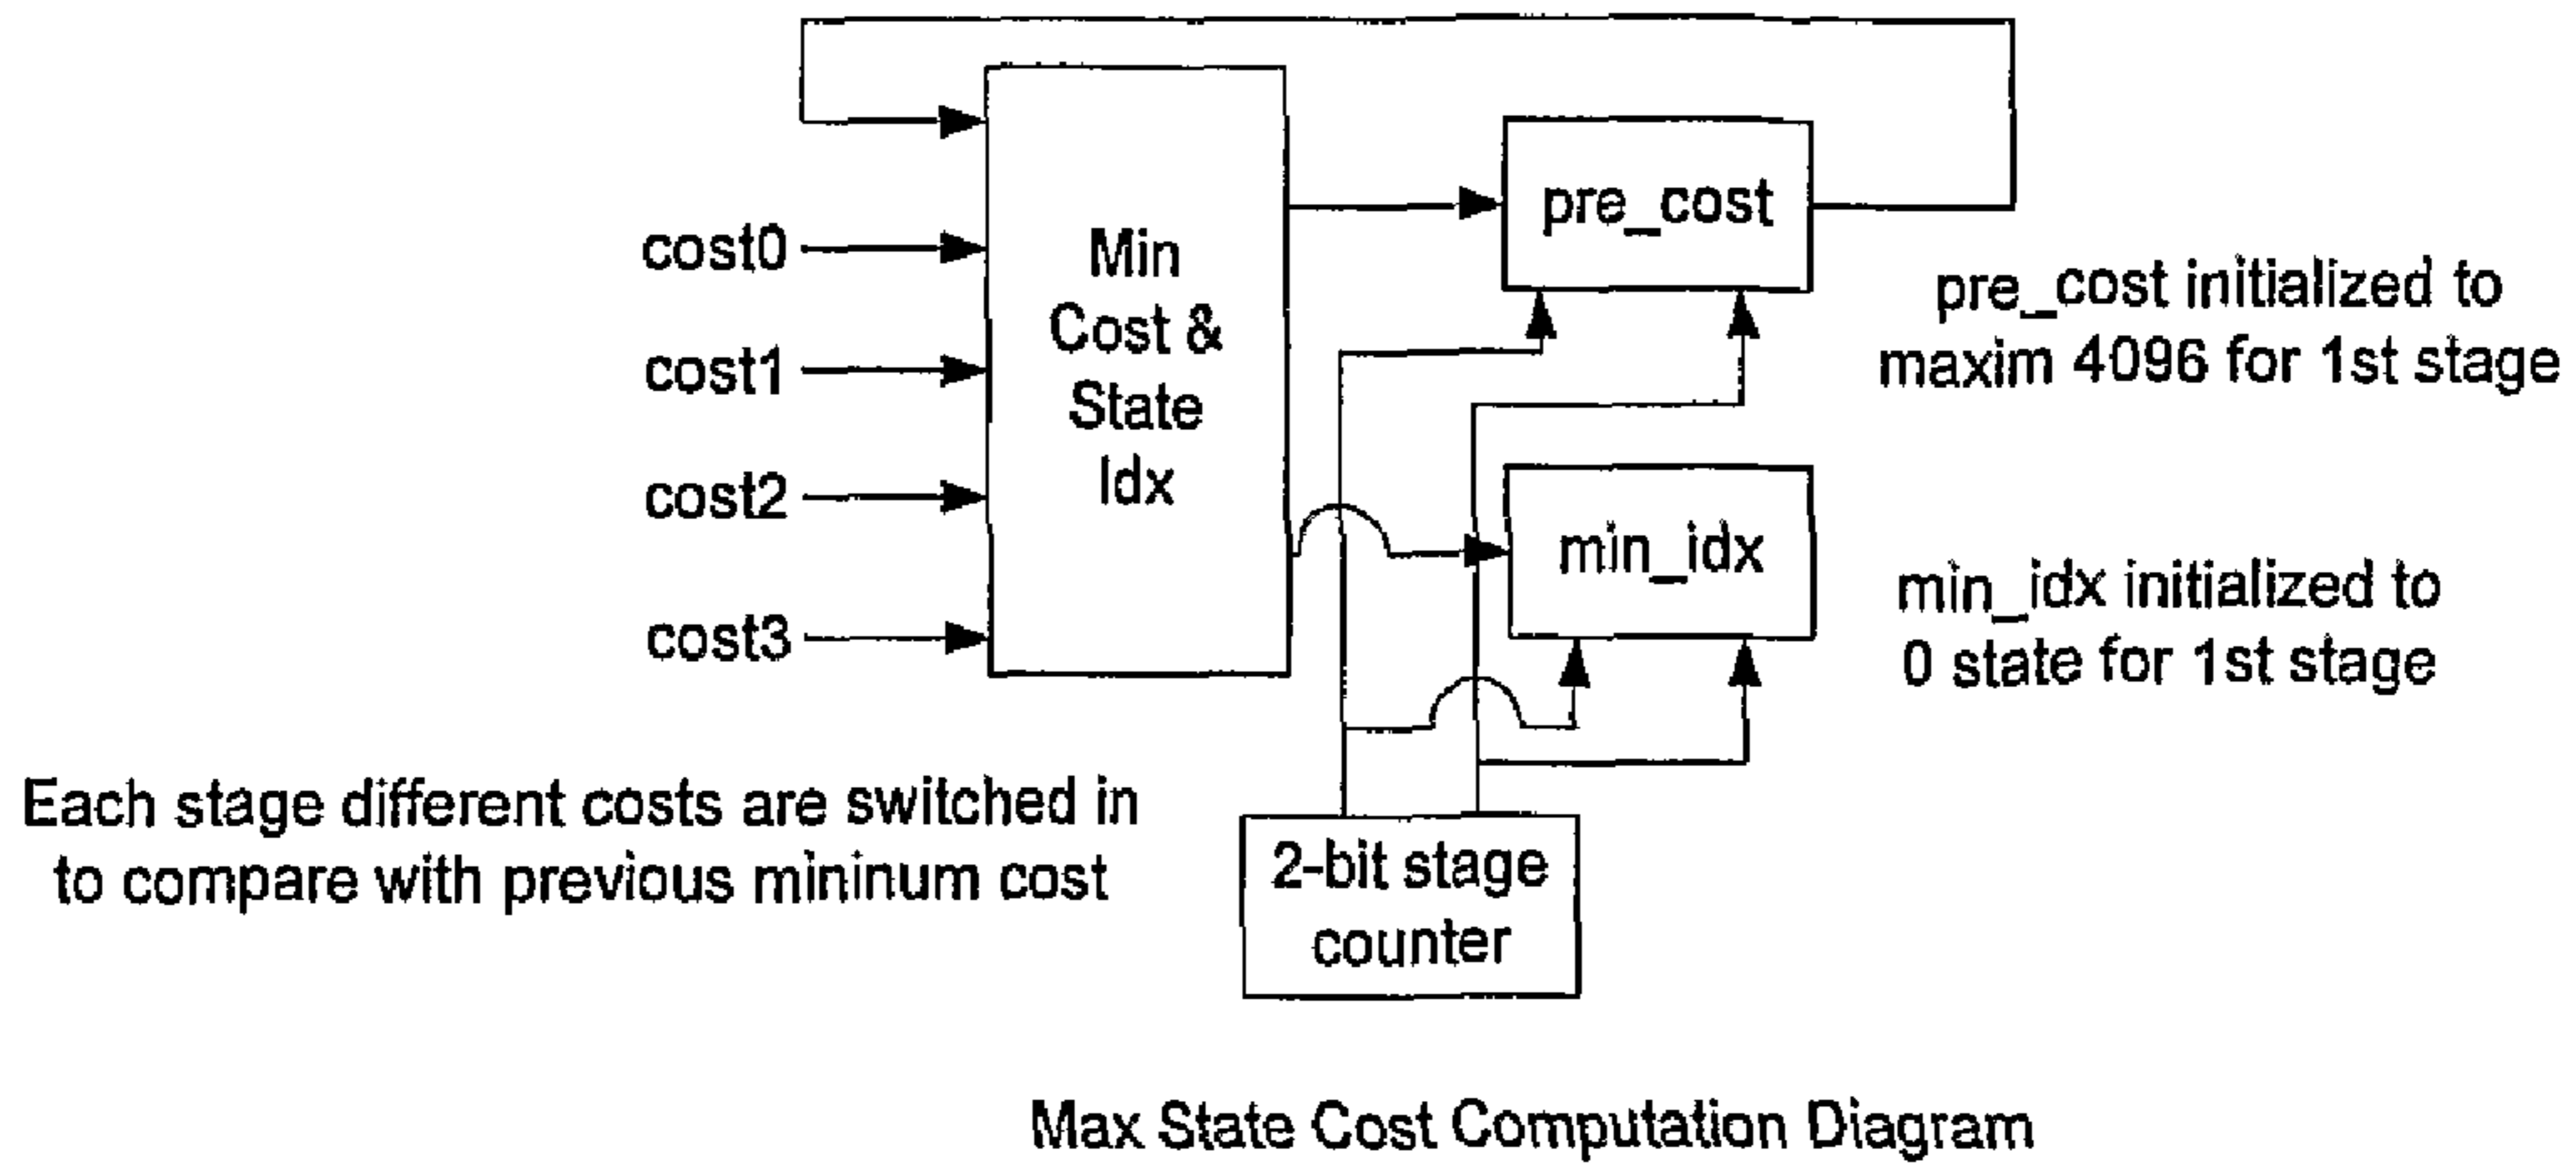 cost0
cost1
cost2
cost3
Min
Cost &
State
Idx
pre_cost
pre_cost initialized to
maxim 4096 for 1st stage
min_idx
min_idx initialized to
0 state for 1st stage
Each stage different costs are switched in
to compare with previous mininum cost
2-bit stage
counter
Max State Cost Computation Diagram